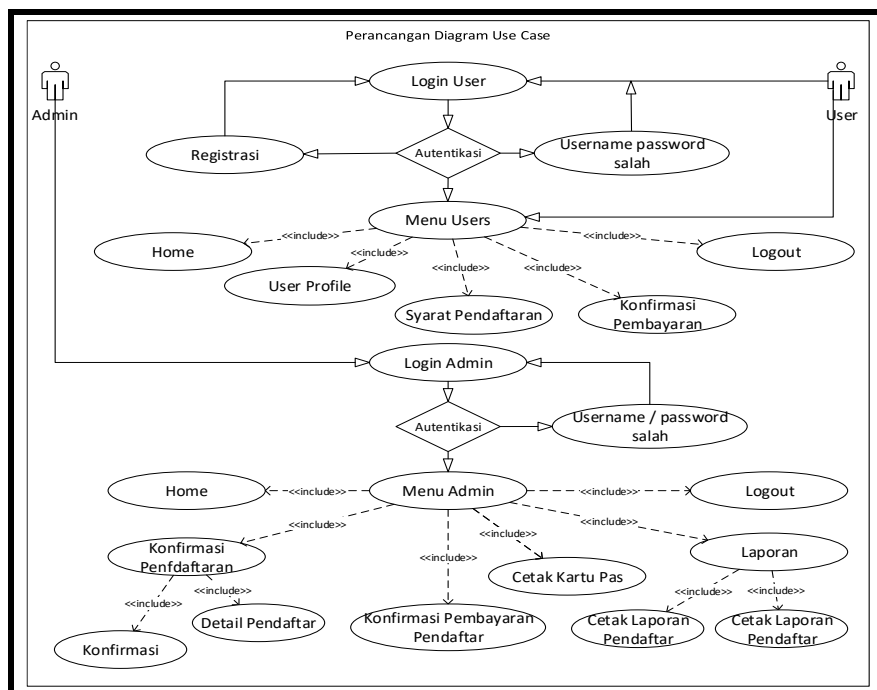 Perancangan Diagram Use Case
Admin
User
Login User
Registrasi
Autentikasi
Username password
salah
Menu Users
<<include>>
<<include>>
<<include>>
<<include>>
<<include>>
Home
User Profile
Syarat Pendaftaran
Konfirmasi
Pembayaran
Logout
Login Admin
Autentikasi
Username / password
salah
Home
<<include>>
Menu Admin
<<include>>
Logout
<<include>>
<<include>>
<<include>>
<<include>>
Konfirmasi
Penfdaftaran
Cetak Kartu Pas
Laporan
<<include>>
<<include>>
<<include>>
<<include>>
Konfirmasi
Detail Pendaftar
Konfirmasi Pembayaran
Pendaftar
Cetak Laporan
Pendaftar
Cetak Laporan
Pendaftar